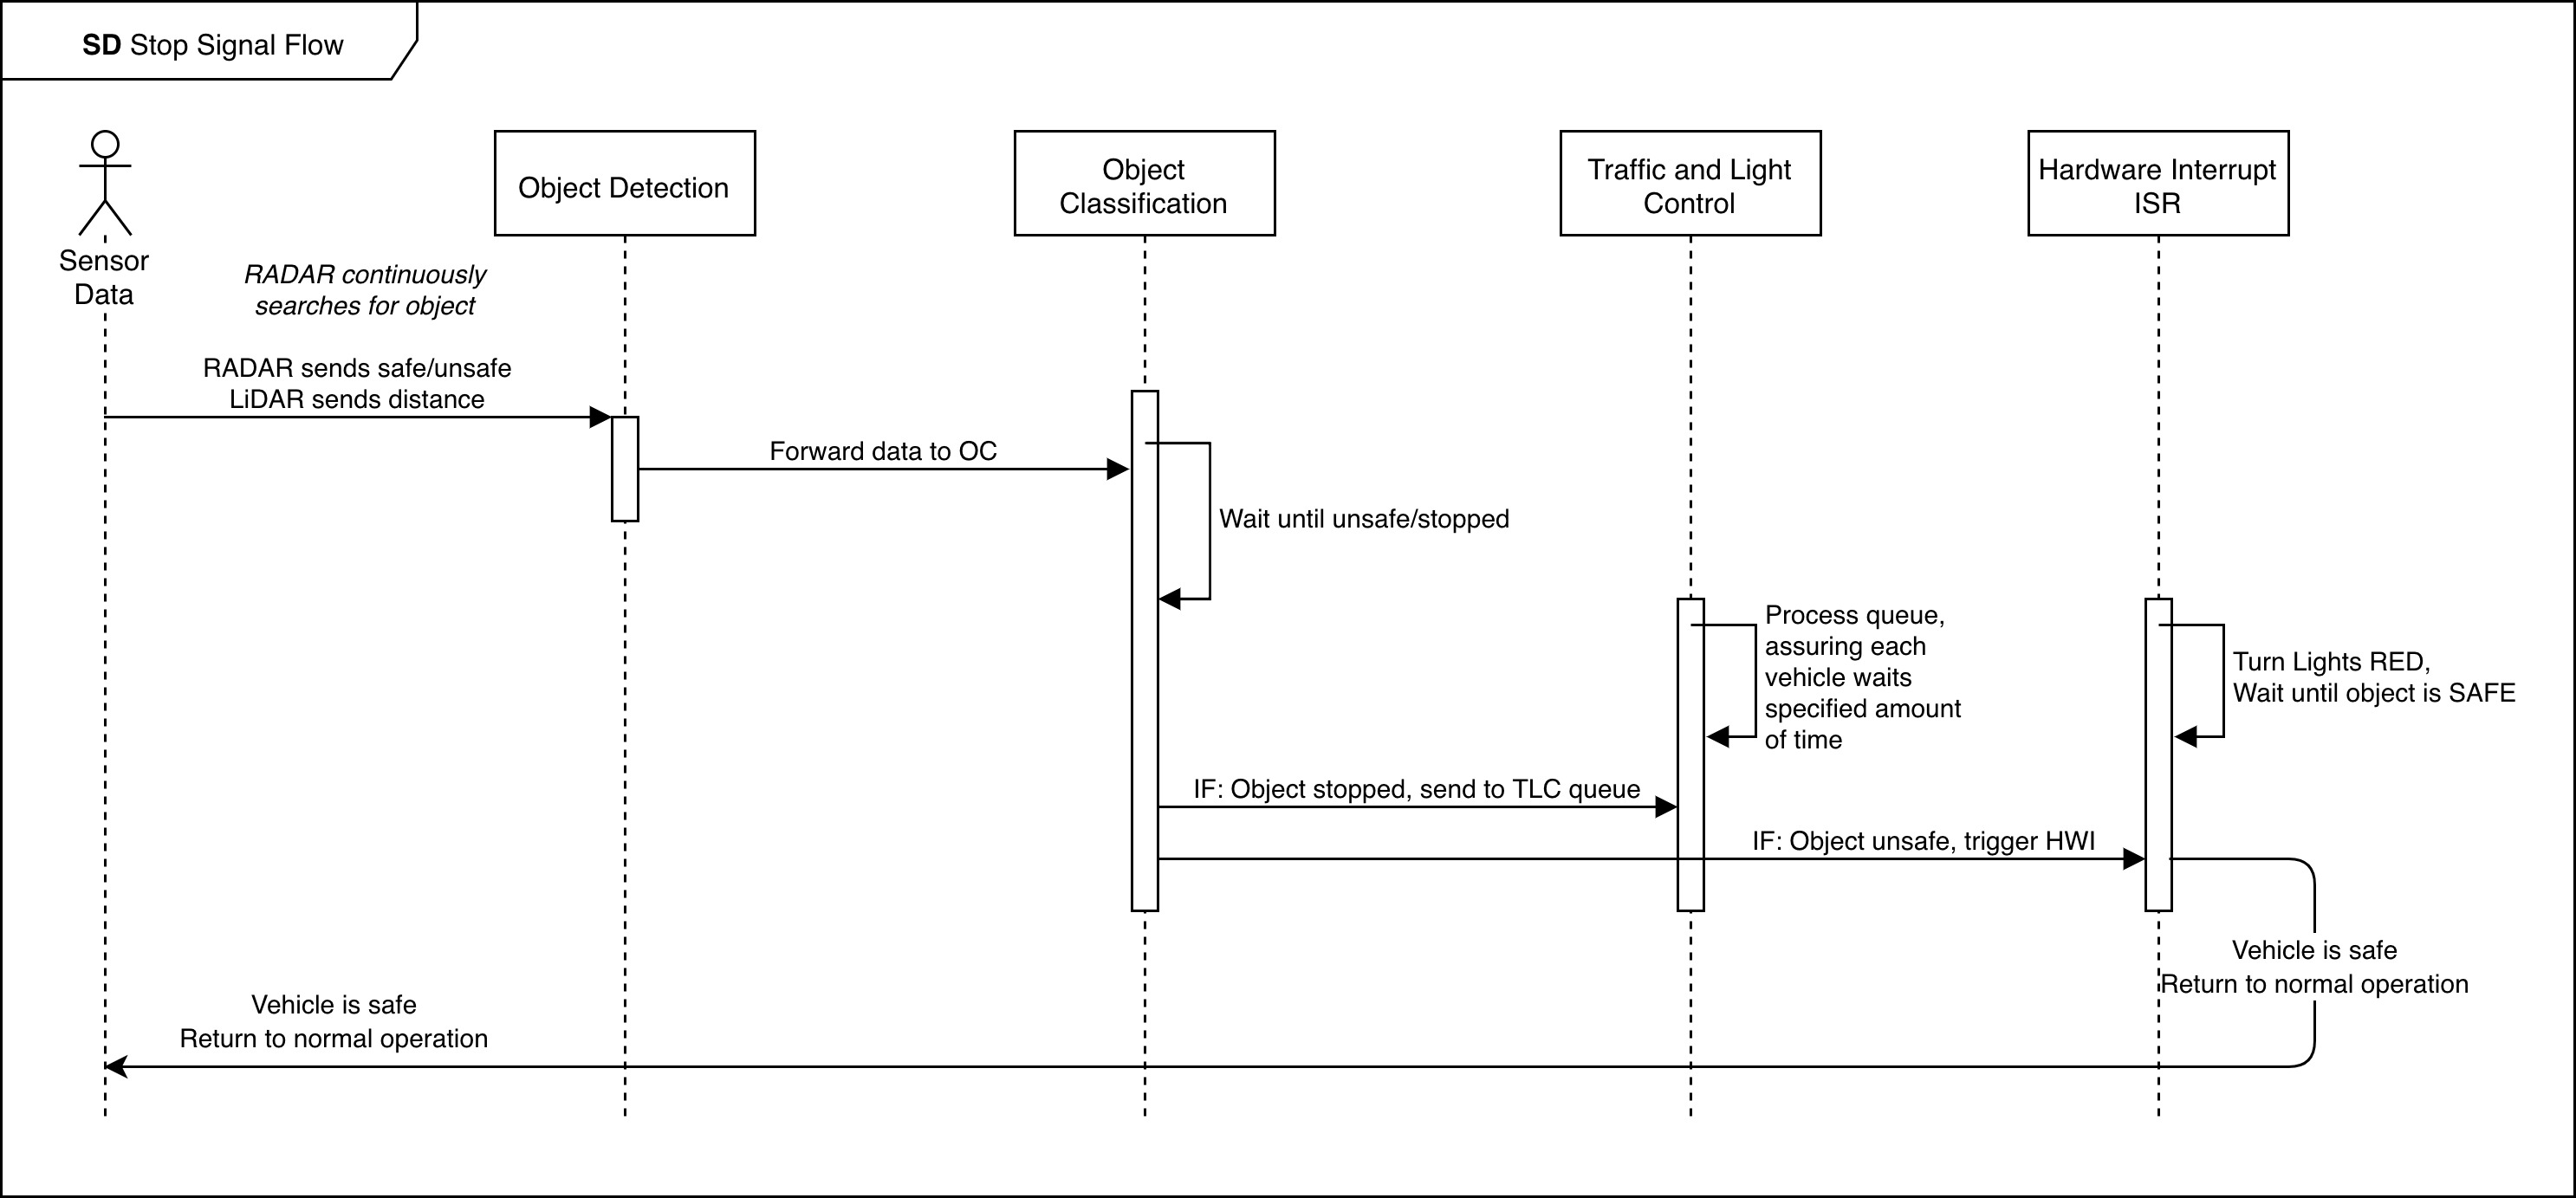 SD Stop Signal Flow
Sensor
Data
Object Detection
Object
Classification
Traffic and Light
Control
Hardware Interrupt
ISR
RADAR continuously
searches for object
RADAR sends safe/unsafe
LiDAR sends distance
Forward data to OC
Wait until unsafe/stopped
Process queue,
assuring each
vehicle waits
specified amount
of time
Turn Lights RED,
Wait until object is SAFE
IF: Object stopped, send to TLC queue
IF: Object unsafe, trigger HWI
Vehicle is safe
Return to normal operation
Vehicle is safe
Return to normal operation